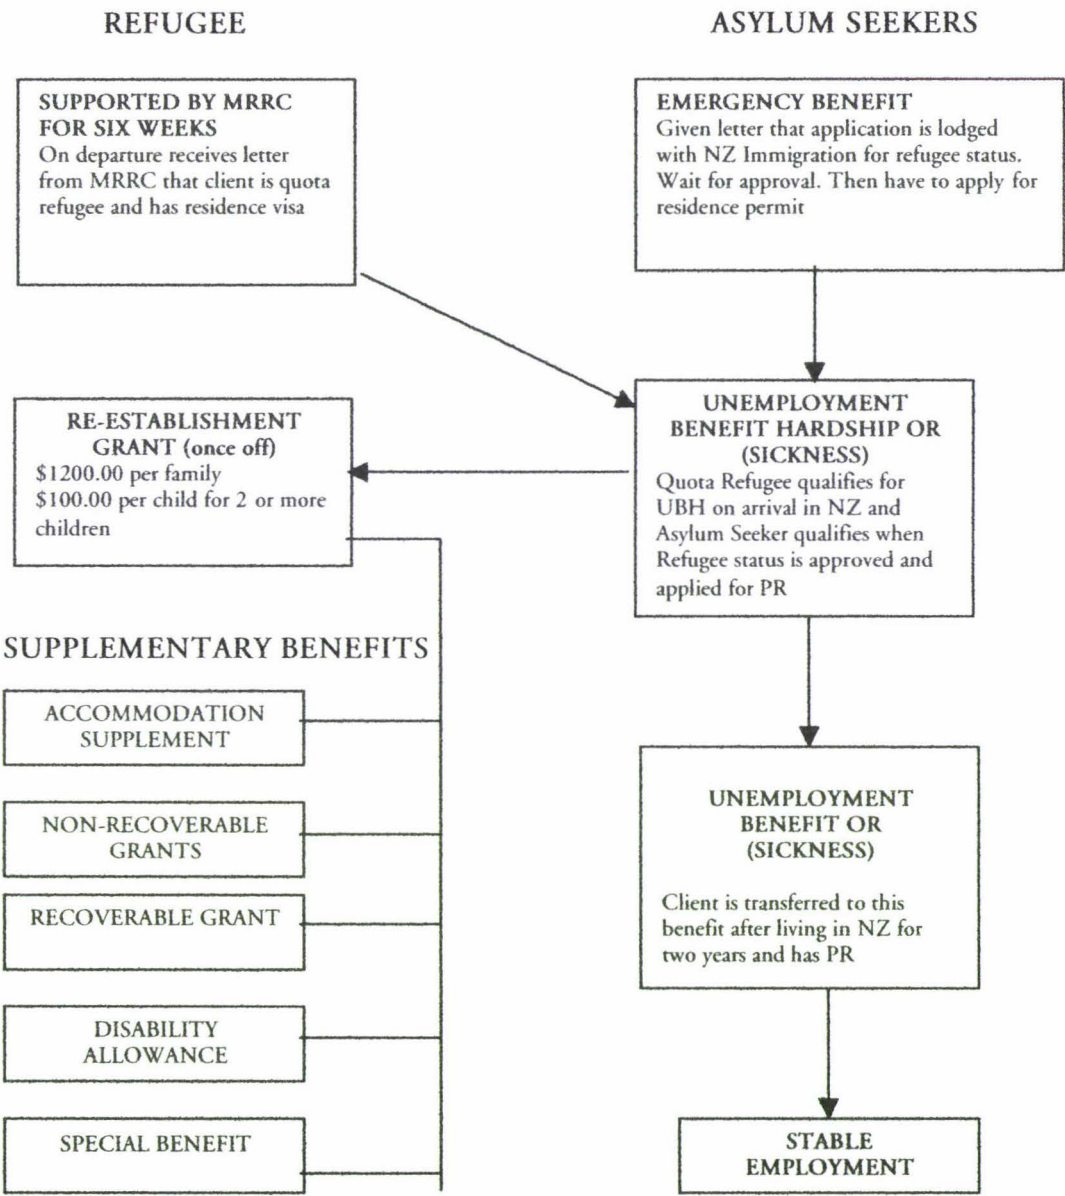 REFUGEE
ASYLUM SEEKERS
SUPPORTED BY MRRC
FOR SIX WEEKS
On departure receives letter
from MRRC that client is quota
refugee and has residence visa
EMERGENCY BENEFIT
Given letter that application is lodged
with NZ Immigration for refugee status.
Wait for approval. Then have to apply for
residence permit
RE-ESTABLISHMENT
GRANT (once off)
$1200.00 per family
$100.00 per child for 2 or more
children
UNEMPLOYMENT
BENEFIT HARDSHIP OR
(SICKNESS)
Quota Refugee qualifies for
UBH on arrival in NZ and
Asylum Seeker qualifies when
Refugee status is approved and
applied for PR
SUPPLEMENTARY BENEFITS
ACCOMMODATION
SUPPLEMENT
NON-RECOVERABLE
GRANTS
RECOVERABLE GRANT
DISABILITY
ALLOWANCE
SPECIAL BENEFIT
UNEMPLOYMENT
BENEFIT OR
(SICKNESS)
Client is transferred to this
benefit after living in NZ for
two years and has PR
STABLE
EMPLOYMENT